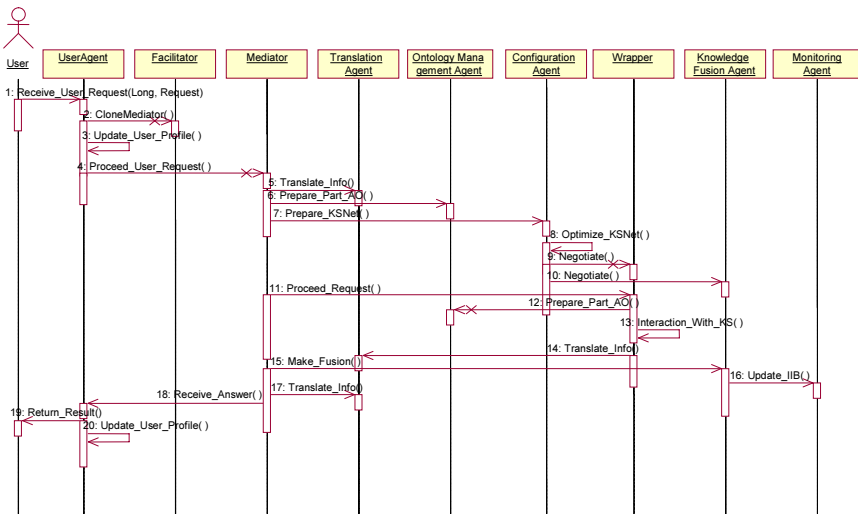 User
UserAgent
Facilitator
Mediator
Translation
Agent
Ontology Mana
gement Agent
Configuration
Agent
Wrapper
Knowledge
Fusion Agent
Monitoring
Agent
1: Receive_User_Request(Long, Request)
2: CloneMediator( )
3: Update_User_Profile( )
4: Proceed_User_Request( )
5: Translate_Info()
6: Prepare_Part_AO( )
7: Prepare_KSNet( )
8: Optimize_KSNet( )
9: Negotiate( )
10: Negotiate( )
11: Proceed_Request( )
12: Prepare_Part_AO( )
13: Interaction_With_KS( )
14: Translate_Info()
15: Make_Fusion( )
16: Update_IIB( )
17: Translate_Info()
18: Receive_Answer( )
19: Return_Result()
20: Update_User_Profile( )